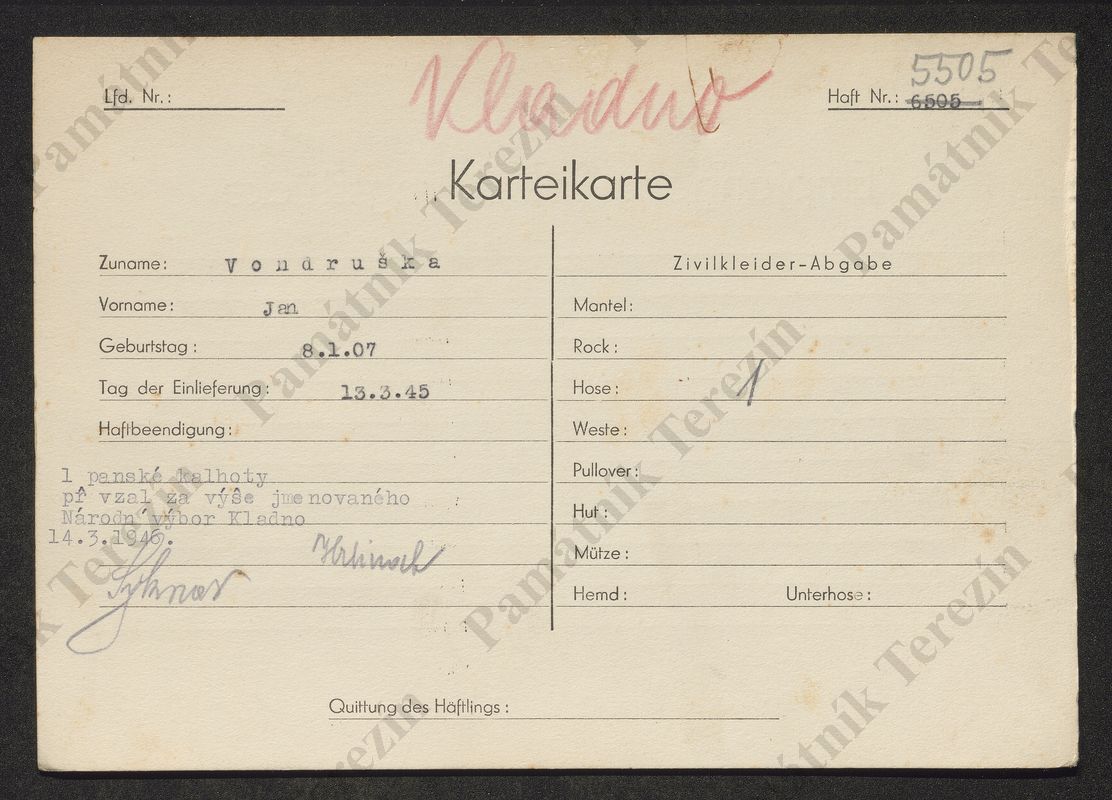 Kladno
Lfd. Nr.:
Haft Nr.: 6505 5505
Karteikarte
Zuname: Vondruška
Vorname: Jan
Geburtstag: 8.1.07
Tag der Einlieferung: 13.3.45
Haftbeendigung:
1 panské kalhoty
př vzal za výše jmenovaného
Národní výbor Kladno
14.3.1946.
Zivilkleider-Abgabe
Mantel:
Rock:
Hose: 1
Weste:
Pullover:
Hut:
Mütze:
Hemd: Unterhose:
Quittung des Häftlings:
Památník Terezín